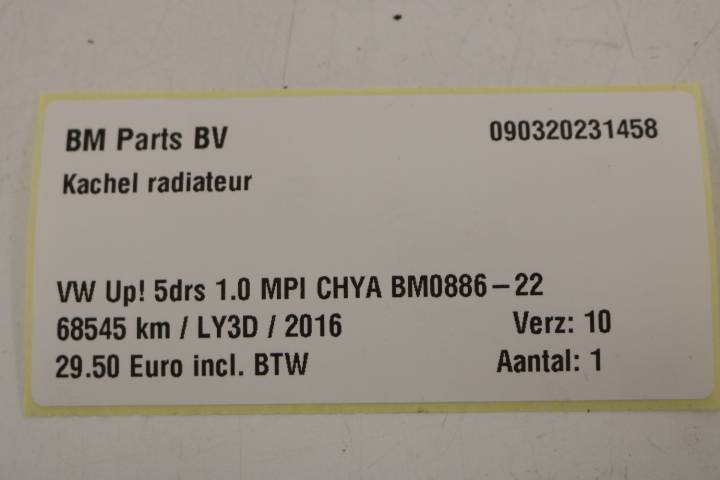 BM Parts BV 090320231458
Kachel radiateur
VW Up! 5drs 1.0 MPI CHYA BM0886-22
68545 km / LY3D / 2016 Verz: 10
29.50 Euro incl. BTW Aantal: 1